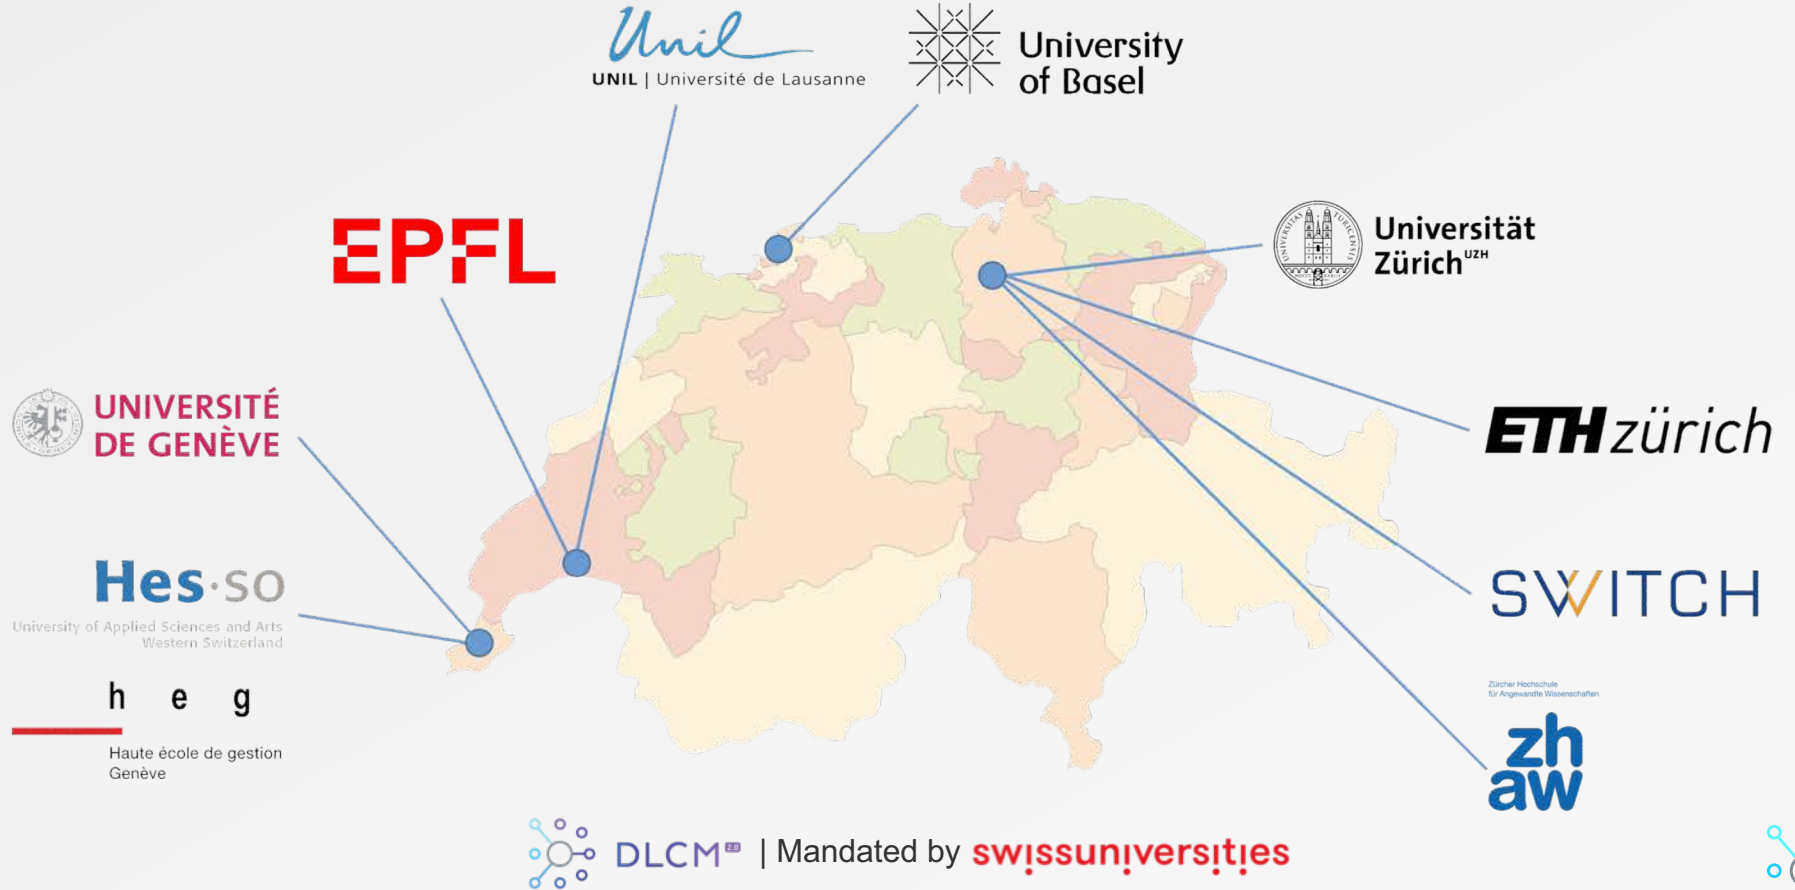 Unil
UNIL | Université de Lausanne
University
of Basel
EPFL
Universität
Zürich UZH
UNIVERSITÉ
DE GENÈVE
ETH zürich
Hes·so
University of Applied Sciences and Arts
Western Switzerland
SWITCH
h e g
Haute école de gestion
Genève
Zürcher Hochschule
für Angewandte Wissenschaften
zh
aw
DLCM 2.0 | Mandated by swissuniversities